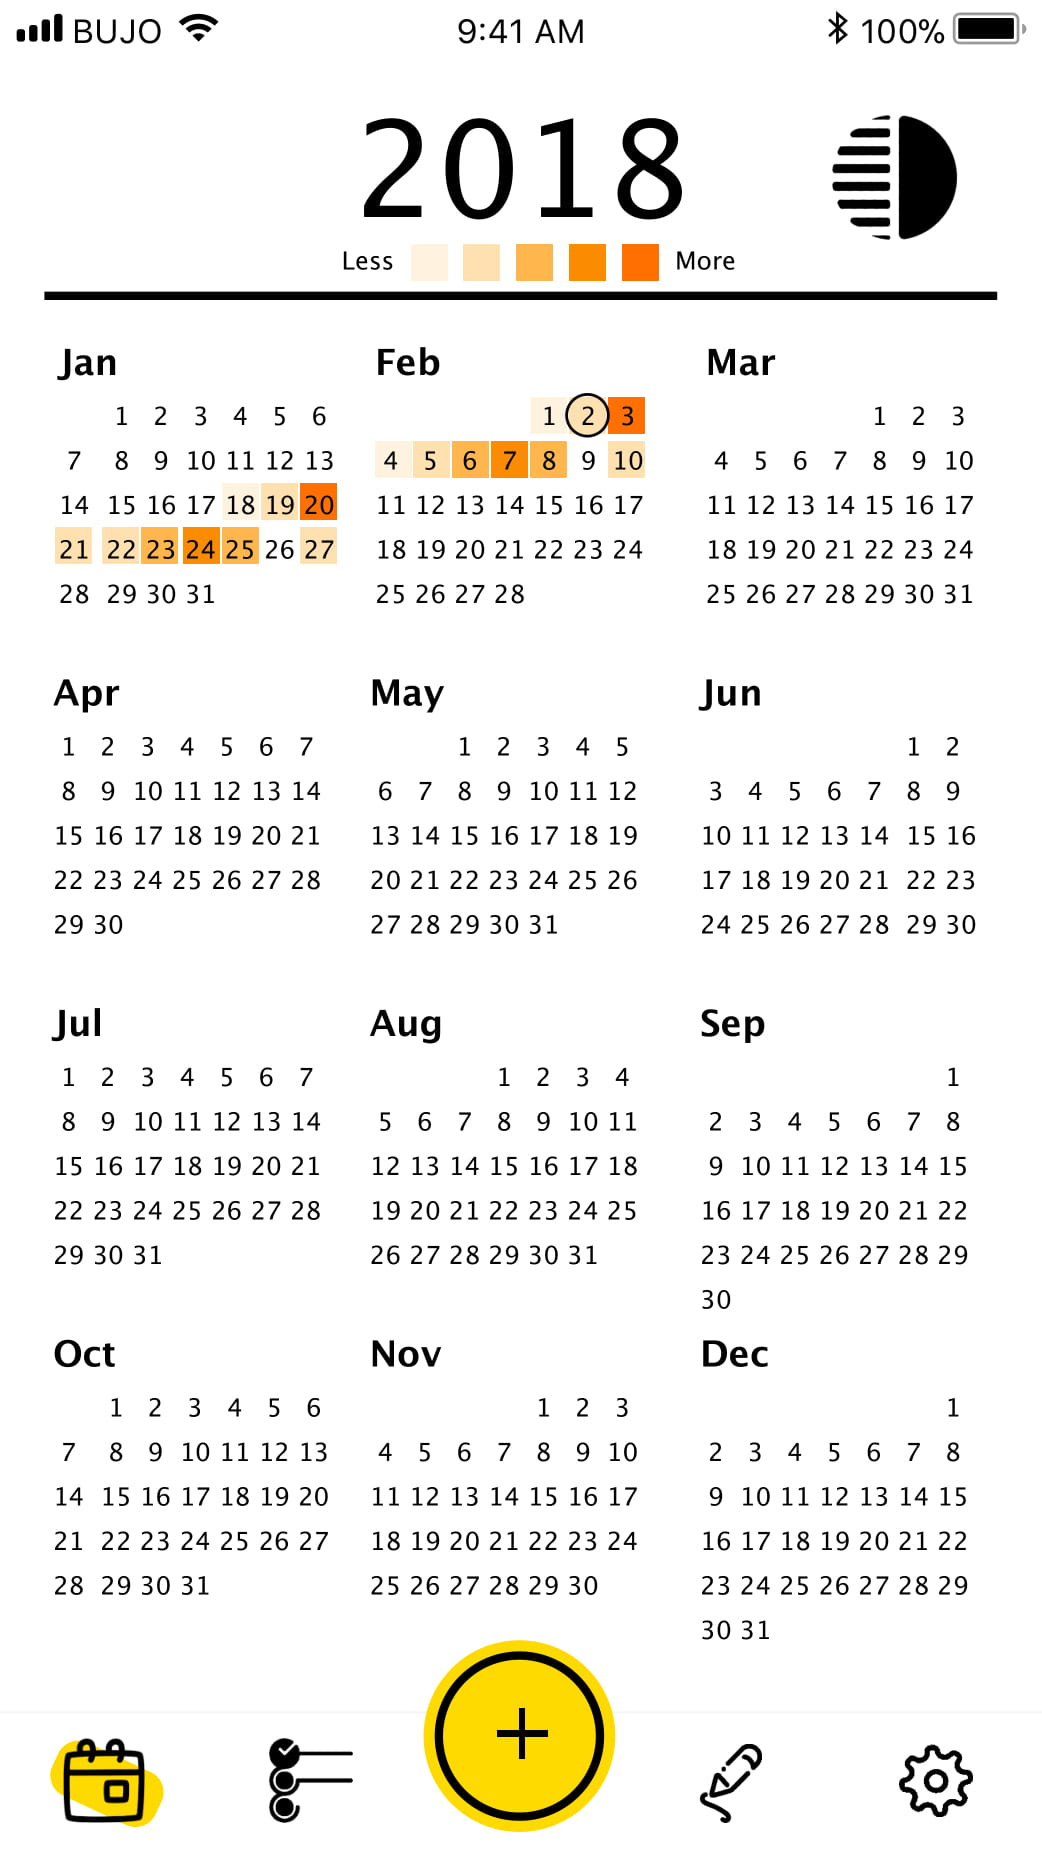 BUJO 9:41 AM 100%
2018
Less More
Jan Feb Mar
1 2 3 4 5 6 1 2 3 1 2 3
7 8 9 10 11 12 13 4 5 6 7 8 9 10 4 5 6 7 8 9 10
14 15 16 17 18 19 20 11 12 13 14 15 16 17 11 12 13 14 15 16 17
21 22 23 24 25 26 27 18 19 20 21 22 23 24 18 19 20 21 22 23 24
28 29 30 31 25 26 27 28 25 26 27 28 29 30 31
Apr May Jun
1 2 3 4 5 6 7 1 2 3 4 5 1 2
8 9 10 11 12 13 14 6 7 8 9 10 11 12 3 4 5 6 7 8 9
15 16 17 18 19 20 21 13 14 15 16 17 18 19 10 11 12 13 14 15 16
22 23 24 25 26 27 28 20 21 22 23 24 25 26 17 18 19 20 21 22 23
29 30 27 28 29 30 31 24 25 26 27 28 29 30
Jul Aug Sep
1 2 3 4 5 6 7 1 2 3 4 1
8 9 10 11 12 13 14 5 6 7 8 9 10 11 2 3 4 5 6 7 8
15 16 17 18 19 20 21 12 13 14 15 16 17 18 9 10 11 12 13 14 15
22 23 24 25 26 27 28 19 20 21 22 23 24 25 16 17 18 19 20 21 22
29 30 31 26 27 28 29 30 31 23 24 25 26 27 28 29
30
Oct Nov Dec
1 2 3 4 5 6 1 2 3 1
7 8 9 10 11 12 13 4 5 6 7 8 9 10 2 3 4 5 6 7 8
14 15 16 17 18 19 20 11 12 13 14 15 16 17 9 10 11 12 13 14 15
21 22 23 24 25 26 27 18 19 20 21 22 23 24 16 17 18 19 20 21 22
28 29 30 31 25 26 27 28 29 30 23 24 25 26 27 28 29
30 31